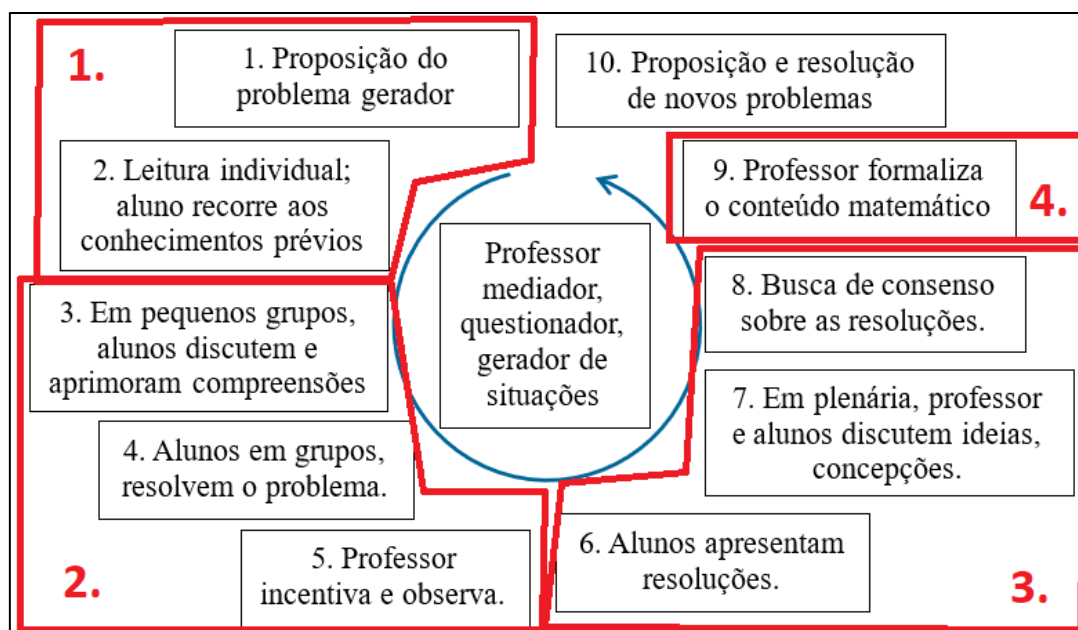 1.
1. Proposição do
problema gerador
2. Leitura individual;
aluno recorre aos
conhecimentos prévios
2.
3. Em pequenos grupos,
alunos discutem e
aprimoram compreensões
4. Alunos em grupos,
resolvem o problema.
5. Professor
incentiva e observa.
3.
6. Alunos apresentam
resoluções.
7. Em plenária, professor
e alunos discutem ideias,
concepções.
8. Busca de consenso
sobre as resoluções.
4.
9. Professor formaliza
o conteúdo matemático
10. Proposição e resolução
de novos problemas
Professor
mediador,
questionador,
gerador de
situações